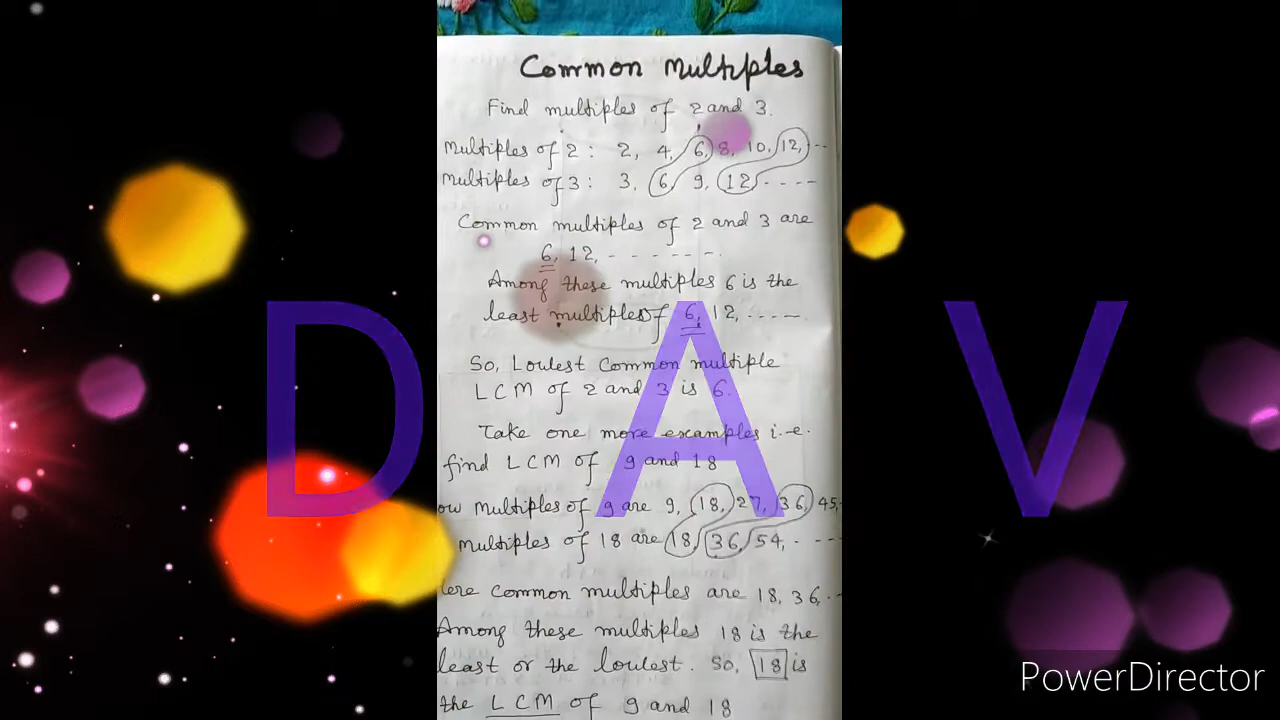 Common Multiples
Find multiples of 2 and 3.
Multiples of 2 : 2, 4, 6, 8, 10, 12, --
Multiples of 3 : 3, 6, 9, 12 ----
Common multiples of 2 and 3 are
6, 12, - - - - - - -.
Among these multiples 6 is the
least multiples of 6, 12, -----.
So, Lowest Common multiple
LCM of 2 and 3 is 6.
Take one more examples i.e.
find LCM of 9 and 18
ow multiples of 9 are 9, 18, 27, 36, 45,
multiples of 18 are 18, 36, 54, - ---
ere common multiples are 18, 36, --
Among these multiples 18 is the
least or the lowest. So, 18 is
the LCM of 9 and 18
D A V
PowerDirector